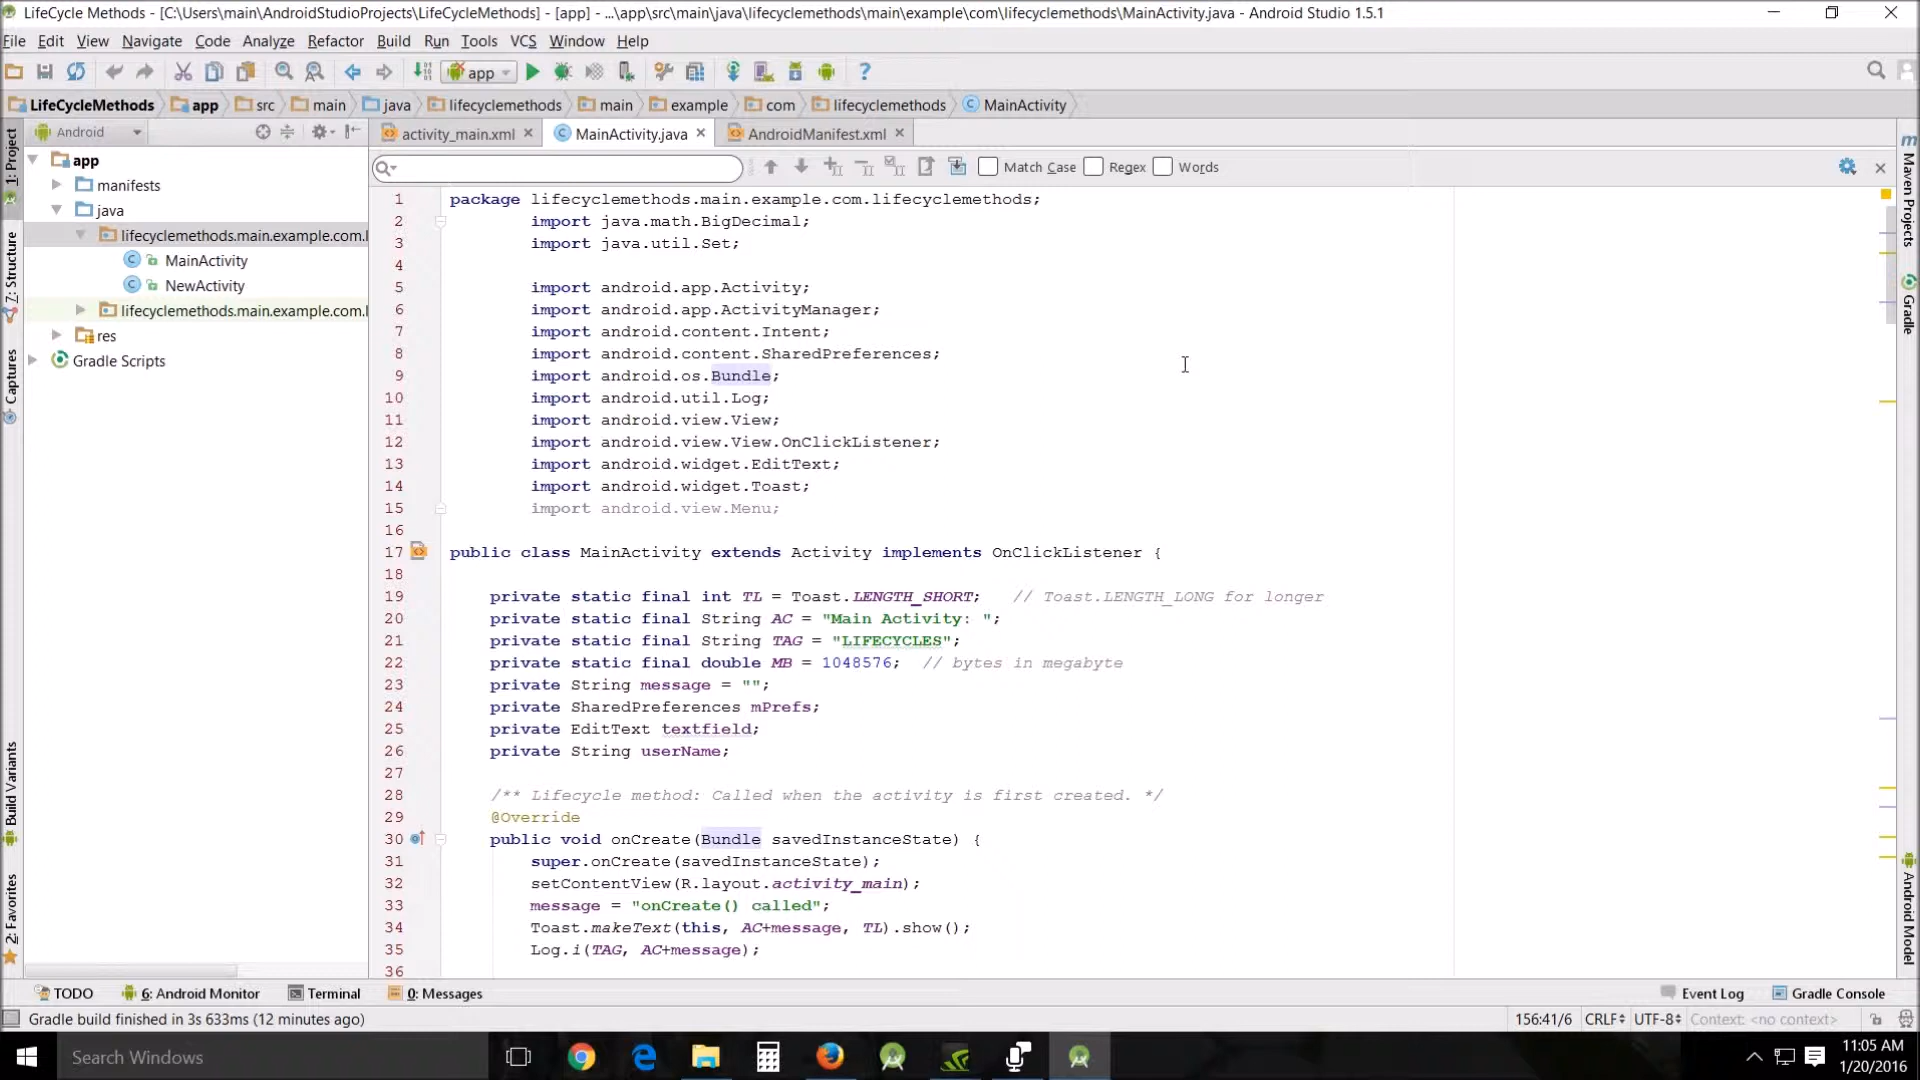 LifeCycle Methods - [C:\Users\main\AndroidStudioProjects\LifeCycleMethods] - [app] - ...\app\src\main\java\lifecyclemethods\main\example\com\lifecyclemethods\MainActivity.java - Android Studio 1.5.1
File Edit View Navigate Code Analyze Refactor Build Run Tools VCS Window Help
app
LifeCycleMethods app src main java lifecyclemethods main example com lifecyclemethods MainActivity
Android
activity_main.xml MainActivity.java AndroidManifest.xml
Match Case Regex Words
1: Project
7: Structure
Captures
Build Variants
2: Favorites
app
manifests
java
lifecyclemethods.main.example.com.l
MainActivity
NewActivity
lifecyclemethods.main.example.com.l
res
Gradle Scripts
1 package lifecyclemethods.main.example.com.lifecyclemethods;
2 import java.math.BigDecimal;
3 import java.util.Set;
4
5 import android.app.Activity;
6 import android.app.ActivityManager;
7 import android.content.Intent;
8 import android.content.SharedPreferences;
9 import android.os.Bundle;
10 import android.util.Log;
11 import android.view.View;
12 import android.view.View.OnClickListener;
13 import android.widget.EditText;
14 import android.widget.Toast;
15 import android.view.Menu;
16
17 public class MainActivity extends Activity implements OnClickListener {
18
19 private static final int TL = Toast.LENGTH_SHORT; // Toast.LENGTH_LONG for longer
20 private static final String AC = "Main Activity: ";
21 private static final String TAG = "LIFECYCLES";
22 private static final double MB = 1048576; // bytes in megabyte
23 private String message = "";
24 private SharedPreferences mPrefs;
25 private EditText textfield;
26 private String userName;
27
28 /** Lifecycle method: Called when the activity is first created. */
29 @Override
30 public void onCreate(Bundle savedInstanceState) {
31 super.onCreate(savedInstanceState);
32 setContentView(R.layout.activity_main);
33 message = "onCreate() called";
34 Toast.makeText(this, AC+message, TL).show();
35 Log.i(TAG, AC+message);
36
Maven Projects
Gradle
Android Model
TODO 6: Android Monitor Terminal 0: Messages Event Log Gradle Console
Gradle build finished in 3s 633ms (12 minutes ago) 156:41/6 CRLF UTF-8 Context: <no context>
Search Windows
11:05 AM
1/20/2016